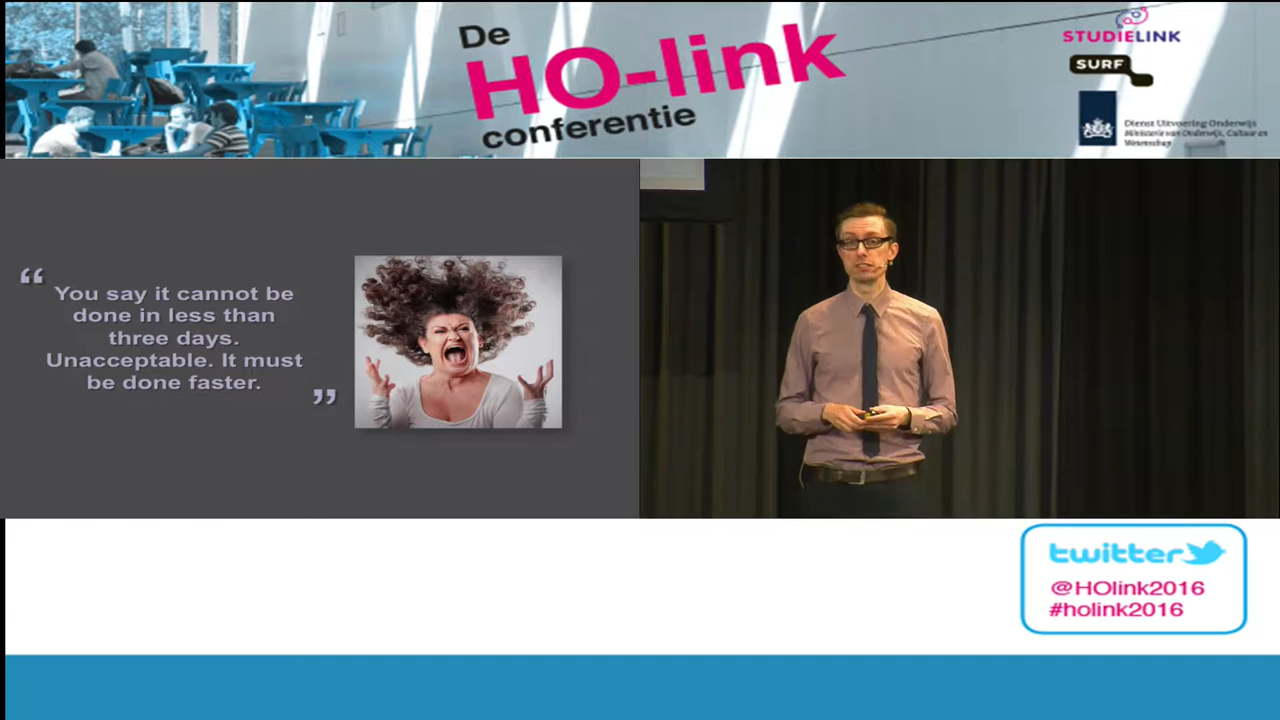 De
HO-link
conferentie
STUDIELINK
SURF
Dienst Uitvoering Onderwijs
Ministerie van Onderwijs, Cultuur en
Wetenschap
“
You say it cannot be
done in less than
three days.
Unacceptable. It must
be done faster.
”
twitter
@HOlink2016
#holink2016